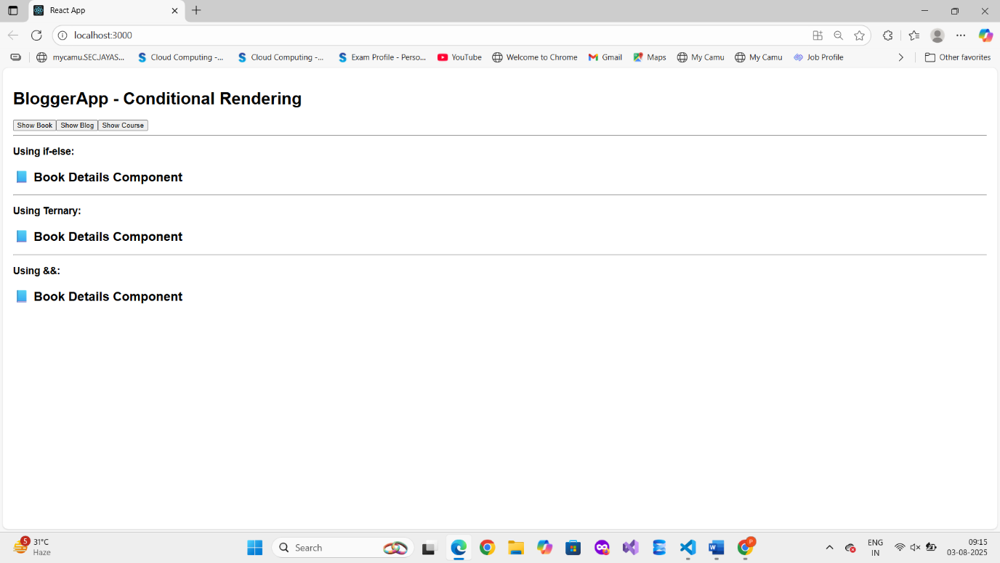 React App
localhost:3000
mycamu.SEC.JAYAS... Cloud Computing -... Cloud Computing -... Exam Profile - Perso... YouTube Welcome to Chrome Gmail Maps My Camu My Camu Job Profile Other favorites
BloggerApp - Conditional Rendering
Show Book Show Blog Show Course
Using if-else:
Book Details Component
Using Ternary:
Book Details Component
Using &&:
Book Details Component
5 31°C
Haze
Search
P
ENG
IN
09:15
03-08-2025